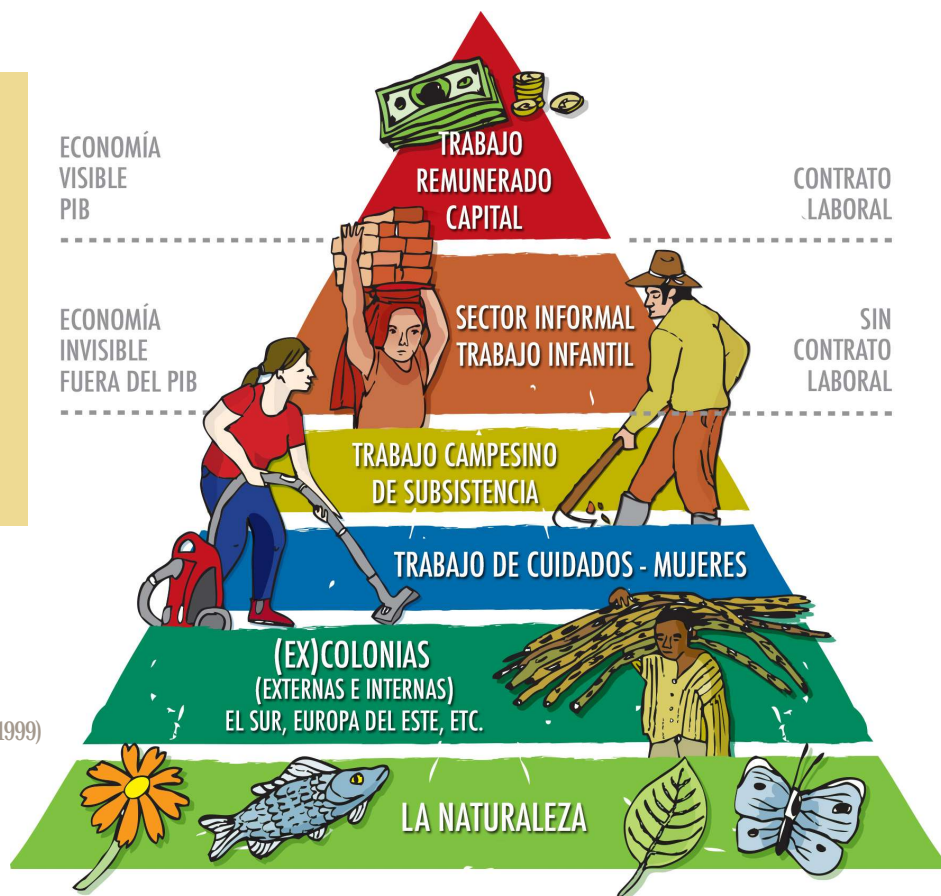 TRABAJO
REMUNERADO
CAPITAL
ECONOMÍA
VISIBLE
PIB
CONTRATO
LABORAL
ECONOMÍA
INVISIBLE
FUERA DEL PIB
SECTOR INFORMAL
TRABAJO INFANTIL
SIN
CONTRATO
LABORAL
TRABAJO CAMPESINO
DE SUBSISTENCIA
TRABAJO DE CUIDADOS - MUJERES
(EX)COLONIAS
(EXTERNAS E INTERNAS)
EL SUR, EUROPA DEL ESTE, ETC.
1999)
LA NATURALEZA